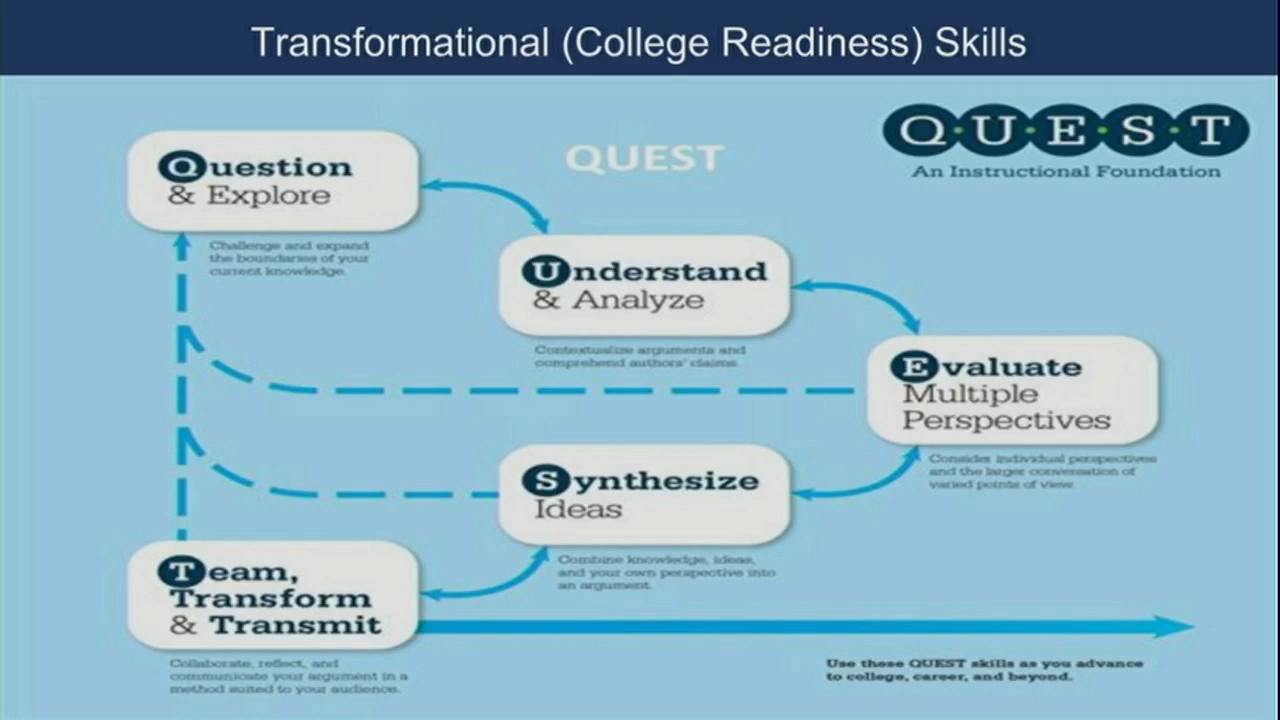 Transformational (College Readiness) Skills
QUEST
Q·U·E·S·T
An Instructional Foundation
Question
& Explore
Challenge and expand
the boundaries of your
current knowledge.
Understand
& Analyze
Contextualize arguments and
comprehend authors' claims.
Evaluate
Multiple
Perspectives
Consider individual perspectives
and the larger conversation of
varied points of view.
Synthesize
Ideas
Combine knowledge, ideas,
and your own perspective into
an argument.
Team,
Transform
& Transmit
Collaborate, reflect, and
communicate your argument in a
method suited to your audience.
Use these QUEST skills as you advance
to college, career, and beyond.